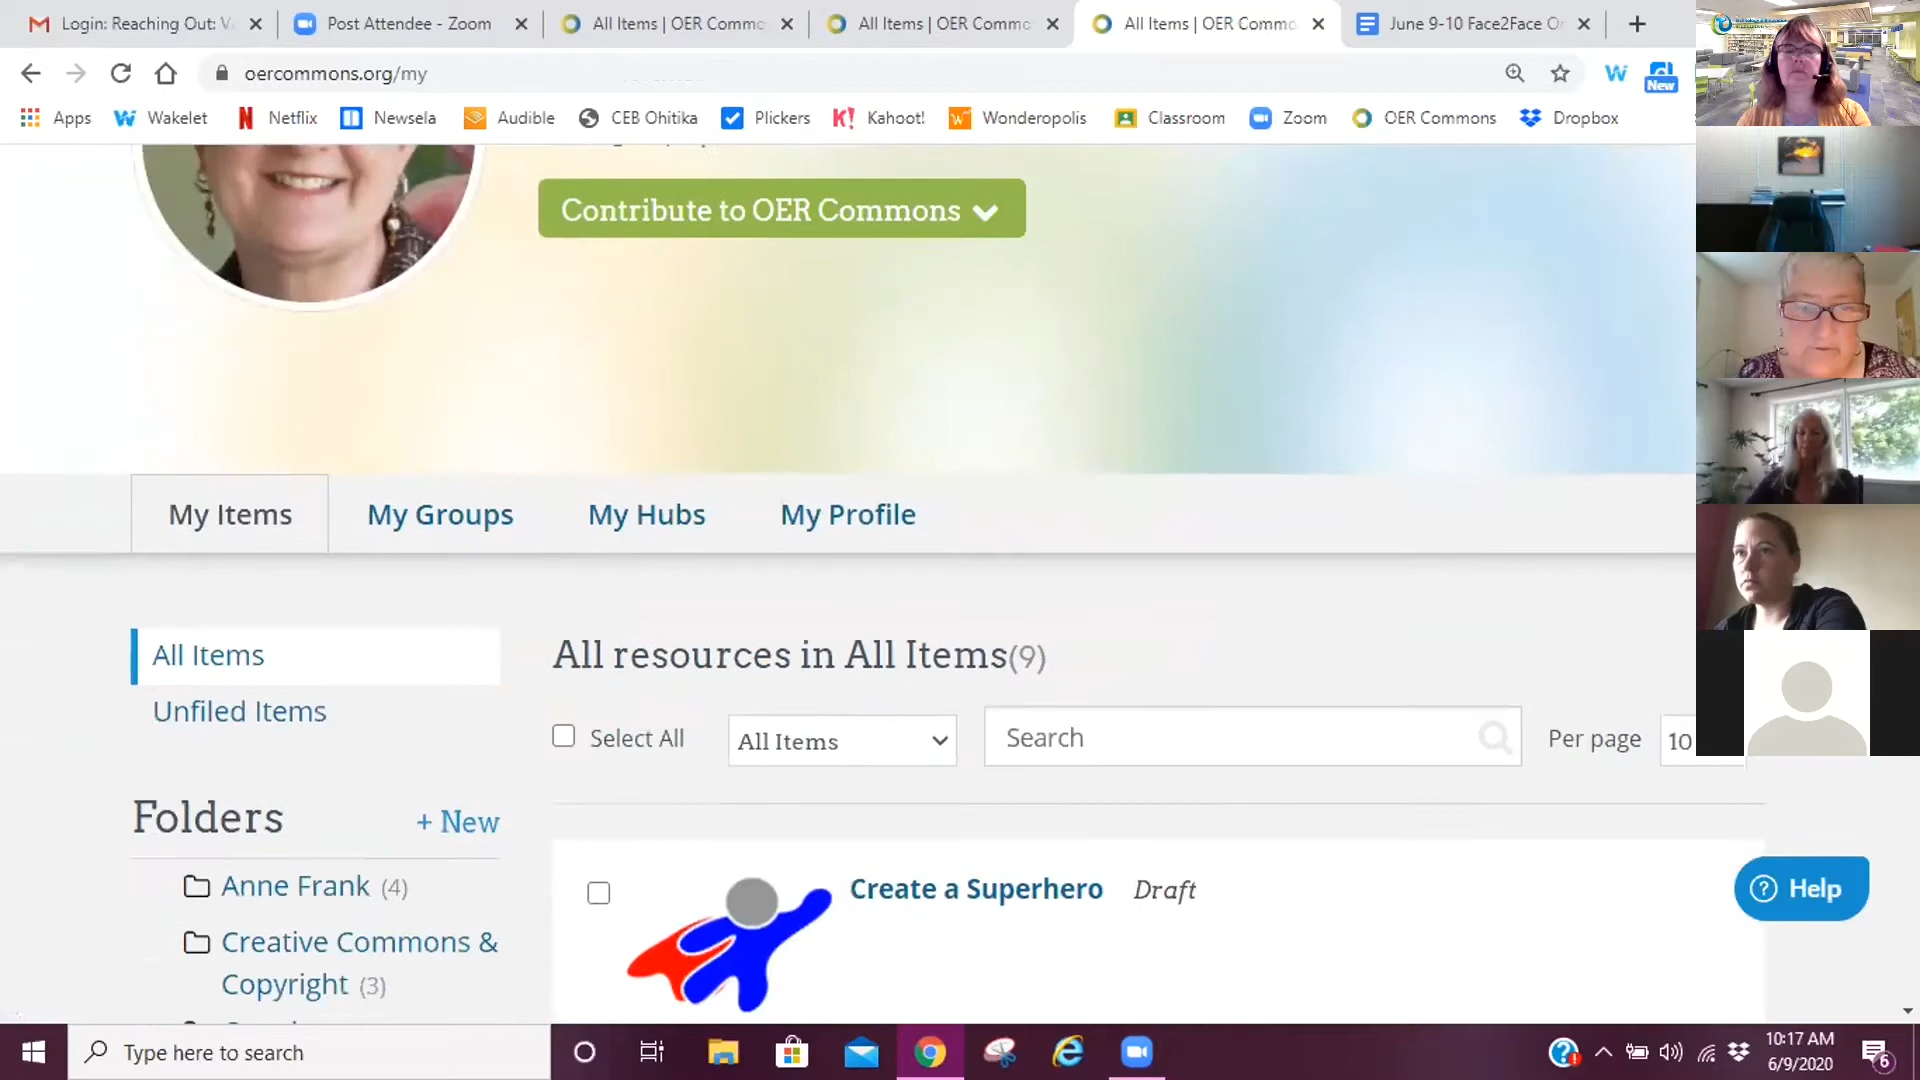 Login: Reaching Out: V
Post Attendee - Zoom
All Items | OER Commo
All Items | OER Commo
All Items | OER Commo
June 9-10 Face2Face O
oercommons.org/my
New
Apps
Wakelet
Netflix
Newsela
Audible
CEB Ohitika
Plickers
Kahoot!
Wonderopolis
Classroom
Zoom
OER Commons
Dropbox
Contribute to OER Commons
My Items
My Groups
My Hubs
My Profile
All Items
Unfiled Items
All resources in All Items(9)
Select All
All Items
Search
Per page
10
Folders
+ New
Anne Frank (4)
Creative Commons &
Copyright (3)
Create a Superhero Draft
Help
Type here to search
10:17 AM
6/9/2020
6